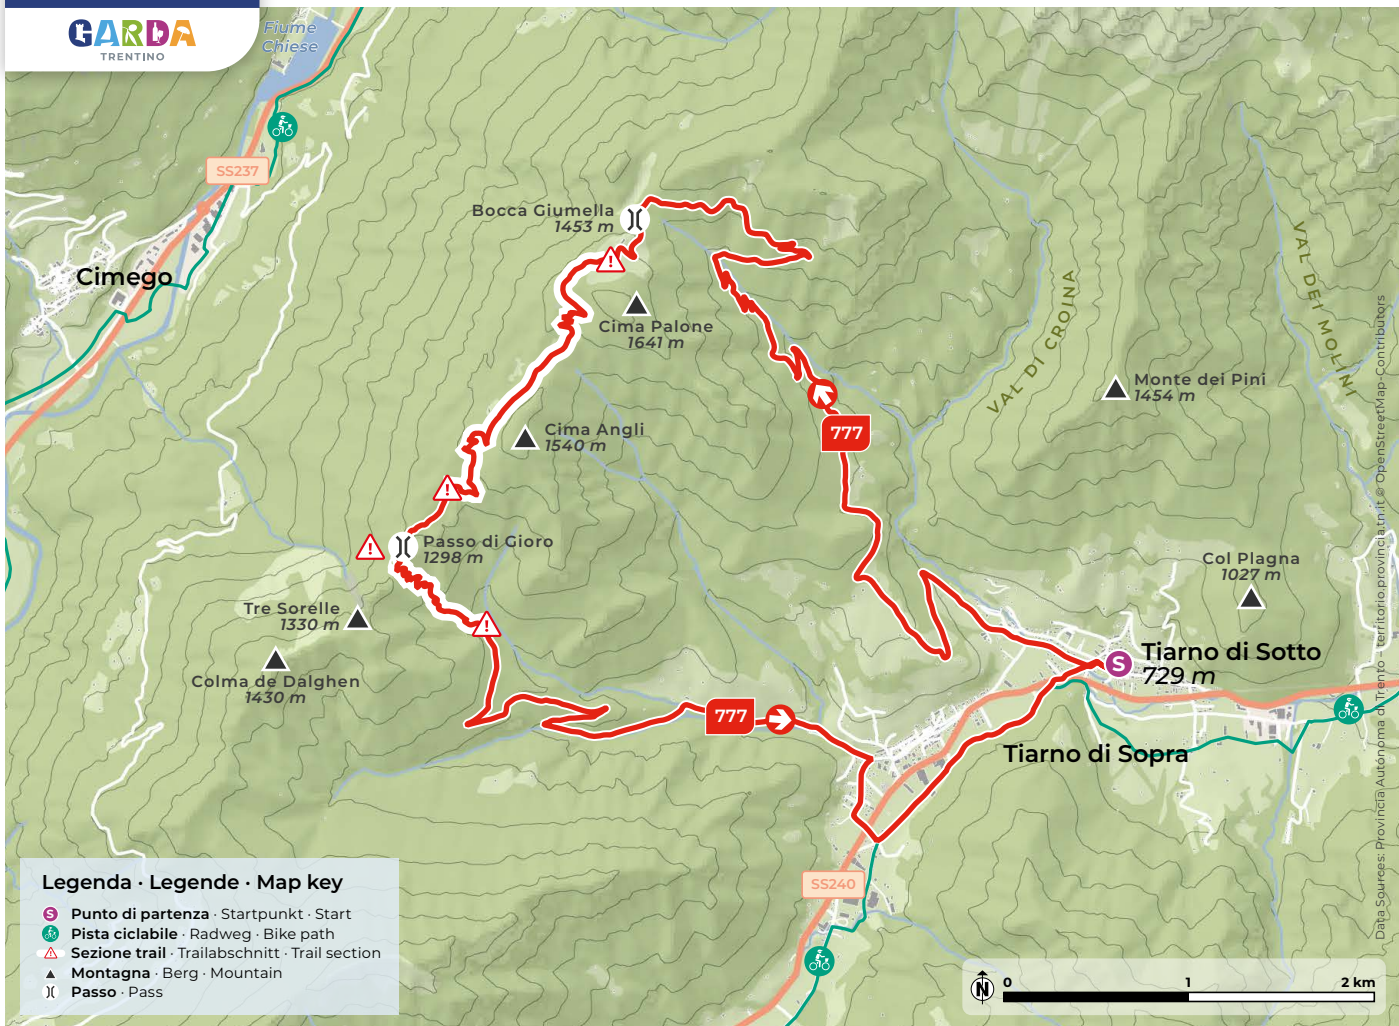 GARDA
TRENTINO
Fiume
Chiese
SS237
Cimego
Bocca Giumella
1453 m
Cima Palone
1641 m
Cima Angli
1540 m
777
VAL DI CROINA
VAL DEI MOLINI
Monte dei Pini
1454 m
Passo di Gioro
1298 m
Tre Sorelle
1330 m
Colma de Dalghen
1430 m
Col Plagna
1027 m
S
Tiarno di Sotto
729 m
777
Tiarno di Sopra
SS240
Legenda · Legende · Map key
S Punto di partenza · Startpunkt · Start
Pista ciclabile · Radweg · Bike path
Sezione trail · Trailabschnitt · Trail section
Montagna · Berg · Mountain
Passo · Pass
N
0 1 2 km
Data Sources: Provincia Autonoma di Trento – territorio.provincia.tn.it © OpenStreetMap-Contributors